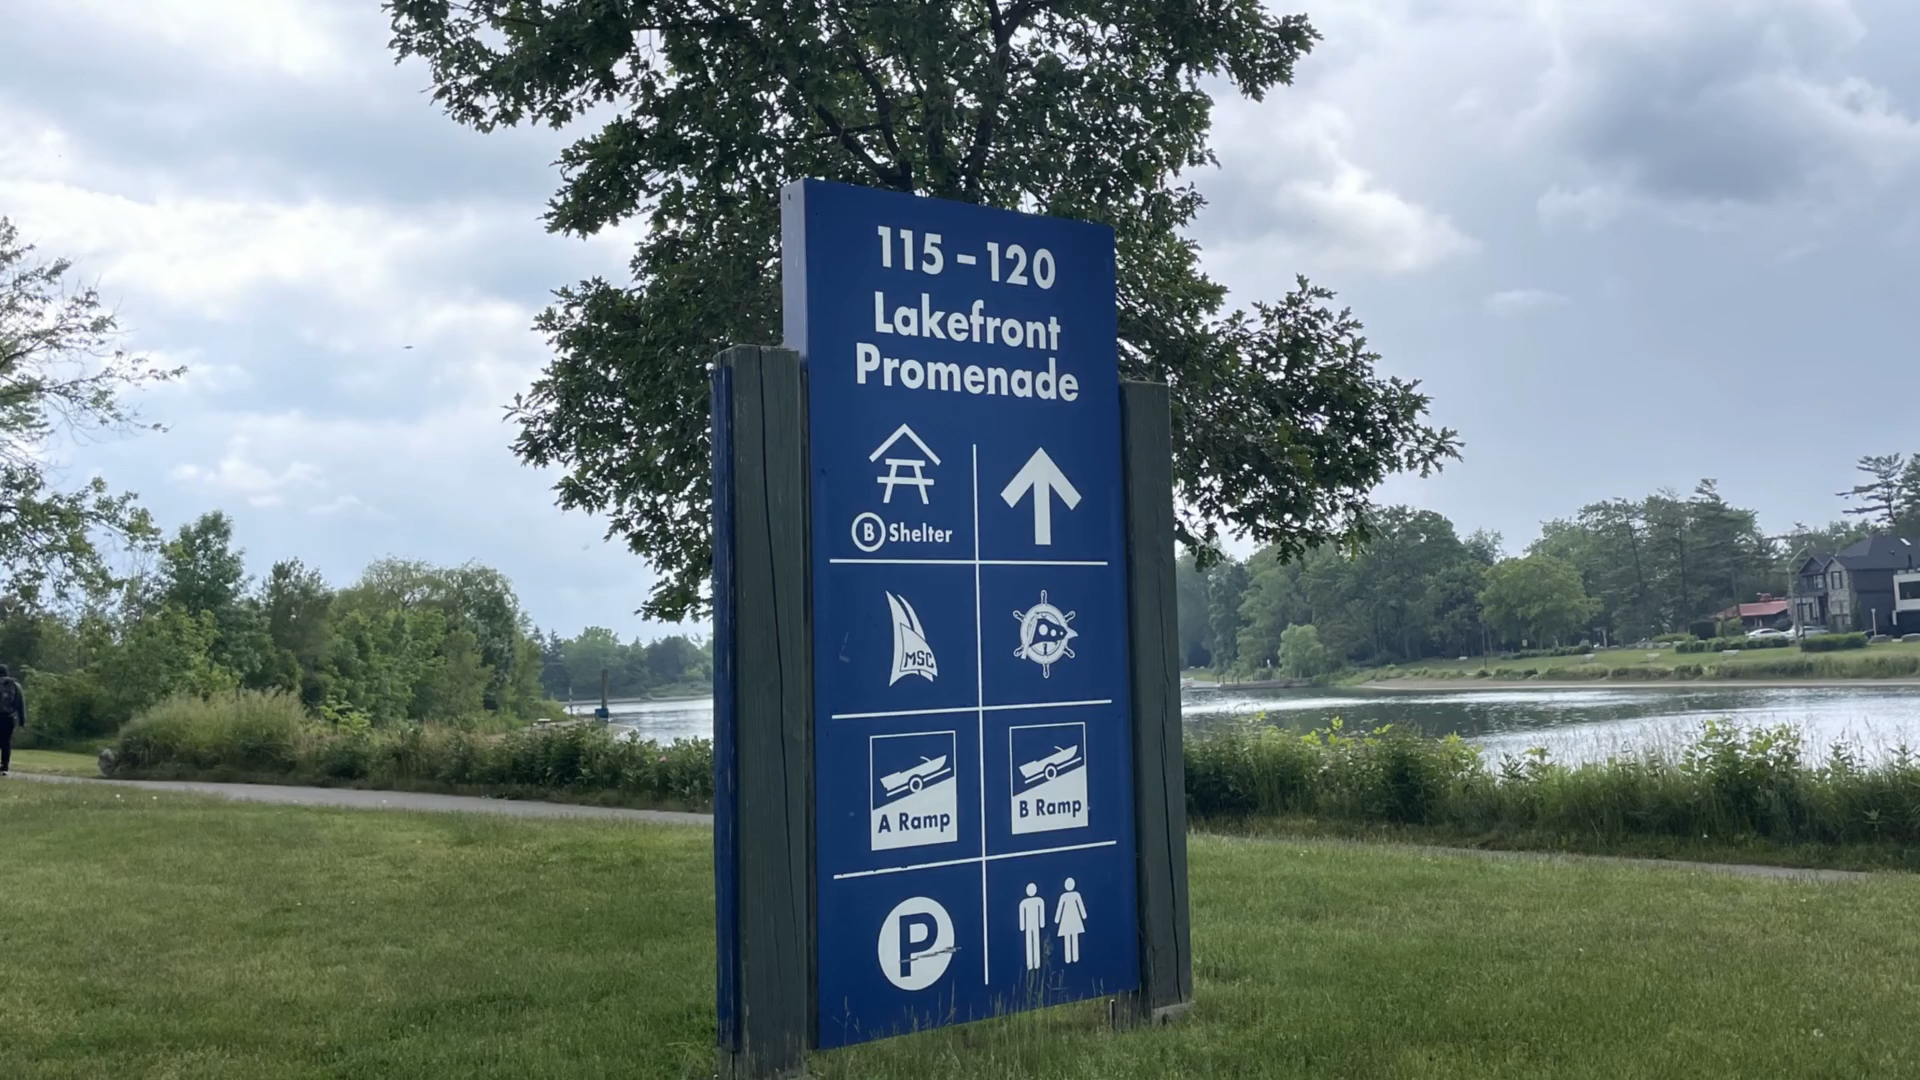 115 – 120
Lakefront
Promenade
B Shelter
MSC
A Ramp
B Ramp
P